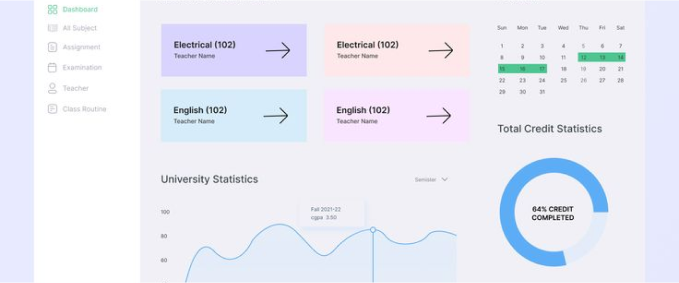 Dashboard
All Subject
Assignment
Examination
Teacher
Class Routine
Electrical (102)
Teacher Name
Electrical (102)
Teacher Name
English (102)
Teacher Name
English (102)
Teacher Name
University Statistics
Fall 2021-22
cgpa 3.50
100
80
60
Sun Mon Tue Wed Thu Fri Sat
1 2 3 4 5 6 7
8 9 10 11 12 13 14
15 16 17 18 19 20 21
22 23 24 25 26 27 28
29 30 31
Total Credit Statistics
64% CREDIT
COMPLETED